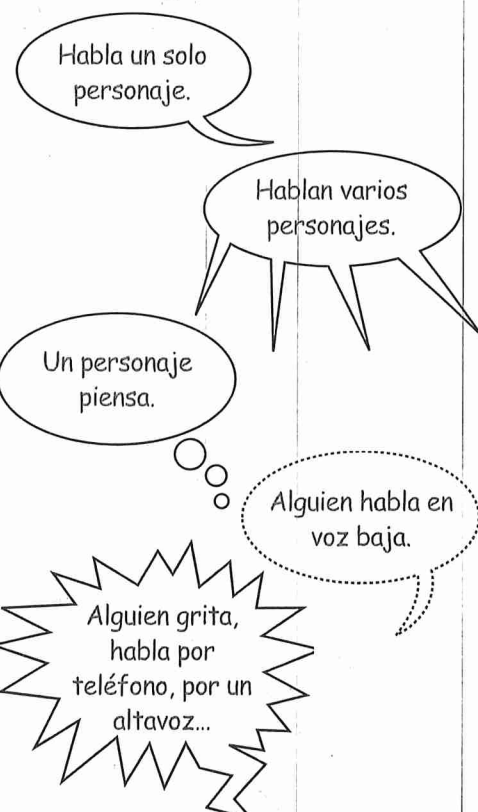 Habla un solo
personaje.
Hablan varios
personajes.
Un personaje
piensa.
Alguien habla en
voz baja.
Alguien grita,
habla por
teléfono, por un
altavoz...